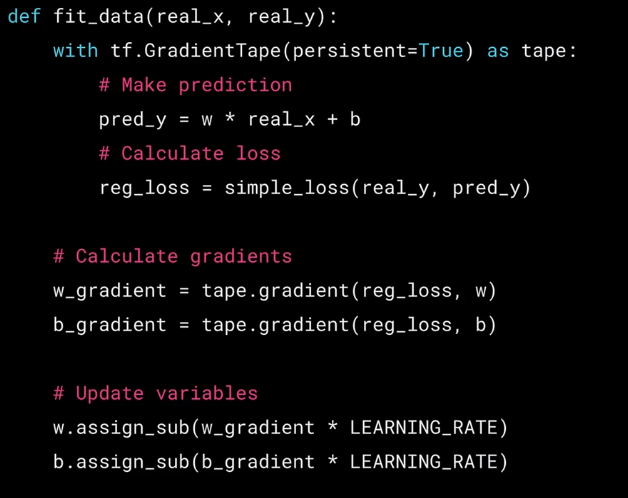 def fit_data(real_x, real_y):
    with tf.GradientTape(persistent=True) as tape:
        # Make prediction
        pred_y = w * real_x + b
        # Calculate loss
        reg_loss = simple_loss(real_y, pred_y)

    # Calculate gradients
    w_gradient = tape.gradient(reg_loss, w)
    b_gradient = tape.gradient(reg_loss, b)

    # Update variables
    w.assign_sub(w_gradient * LEARNING_RATE)
    b.assign_sub(b_gradient * LEARNING_RATE)